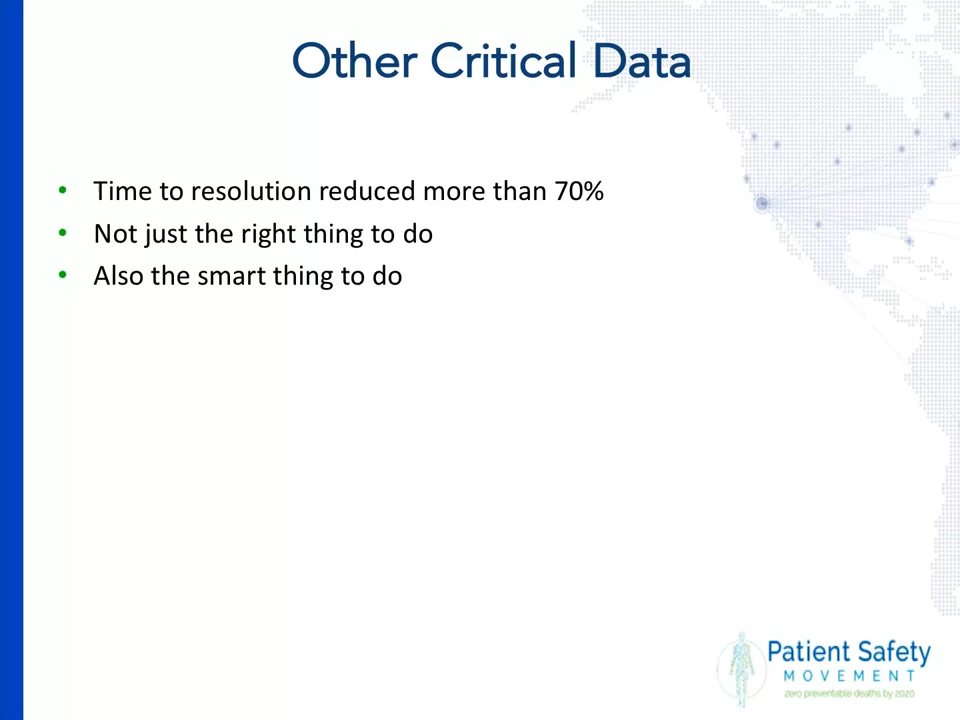 Other Critical Data
• Time to resolution reduced more than 70%
• Not just the right thing to do
• Also the smart thing to do
Patient Safety
MOVEMENT
zero preventable deaths by 2020